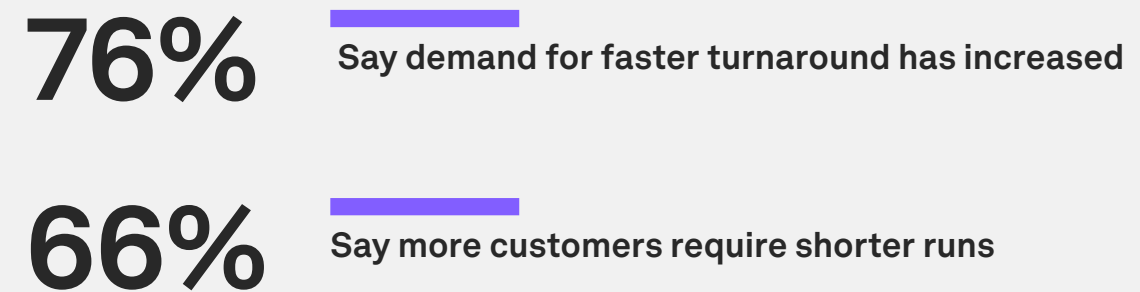 76%
Say demand for faster turnaround has increased
66%
Say more customers require shorter runs